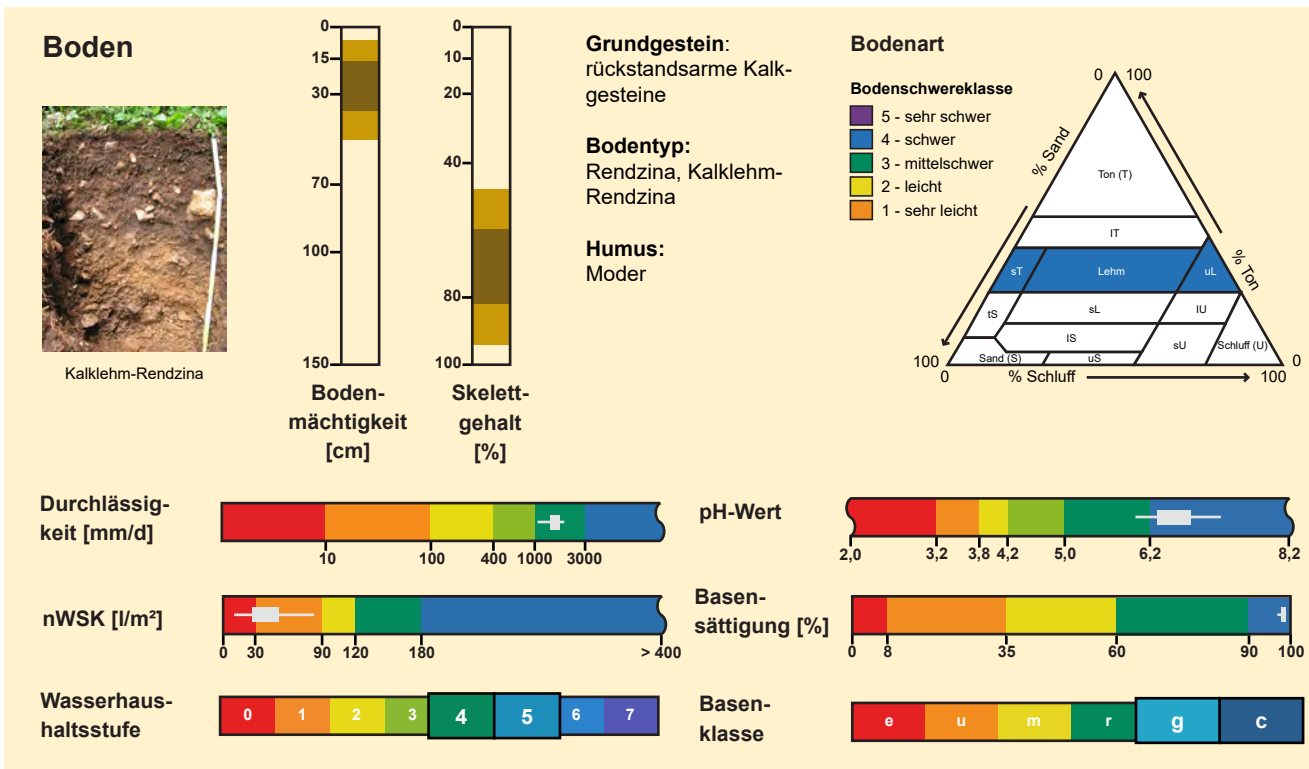 Boden
Kalklehm-Rendzina
0
15
30
70
100
150
Boden-
mächtigkeit
[cm]
0
10
20
40
80
100
Skelett-
gehalt
[%]
Grundgestein:
rückstandsarme Kalk-
gesteine
Bodentyp:
Rendzina, Kalklehm-
Rendzina
Humus:
Moder
Bodenart
Bodenschwereklasse
5 - sehr schwer
4 - schwer
3 - mittelschwer
2 - leicht
1 - sehr leicht
0 100
% Sand
% Ton
Ton (T)
lT
sT Lehm uL
tS sL lU
lS
Sand (S) uS sU Schluff (U)
100 0
0 % Schluff 100
Durchlässig-
keit [mm/d]
10 100 400 1000 3000
nWSK [l/m²]
0 30 90 120 180 > 400
Wasserhaus-
haltsstufe
0 1 2 3 4 5 6 7
pH-Wert
2,0 3,2 3,8 4,2 5,0 6,2 8,2
Basen-
sättigung [%]
0 8 35 60 90 100
Basen-
klasse
e u m r g c